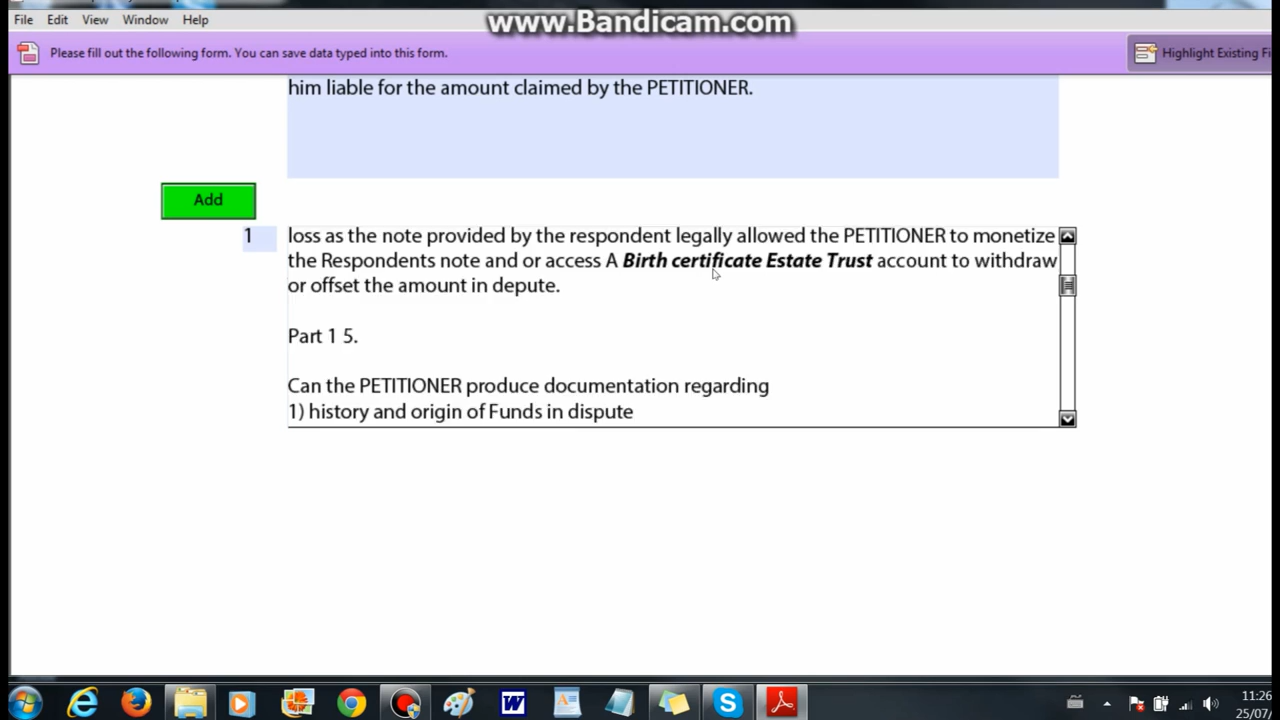 www.Bandicam.com
File Edit View Window Help
Please fill out the following form. You can save data typed into this form.
Highlight Existing Fi
him liable for the amount claimed by the PETITIONER.
Add
1
loss as the note provided by the respondent legally allowed the PETITIONER to monetize
the Respondents note and or access A Birth certificate Estate Trust account to withdraw
or offset the amount in depute.
Part 1 5.
Can the PETITIONER produce documentation regarding
1) history and origin of Funds in dispute
11:26
25/07/